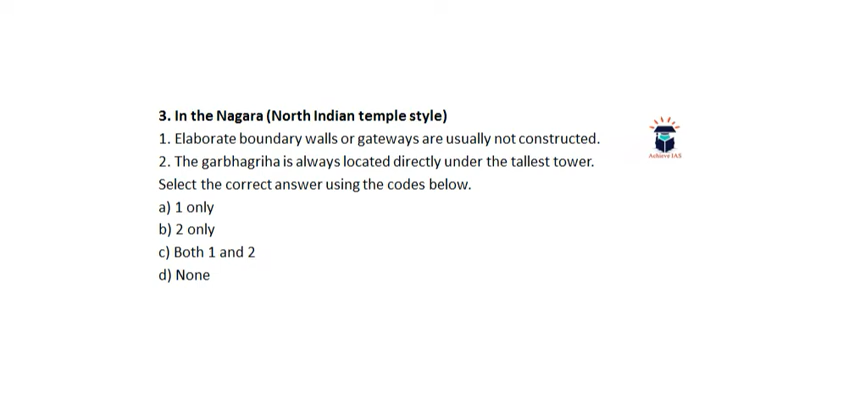 3. In the Nagara (North Indian temple style)
1. Elaborate boundary walls or gateways are usually not constructed.
2. The garbhagriha is always located directly under the tallest tower.
Select the correct answer using the codes below.
a) 1 only
b) 2 only
c) Both 1 and 2
d) None
Achieve IAS